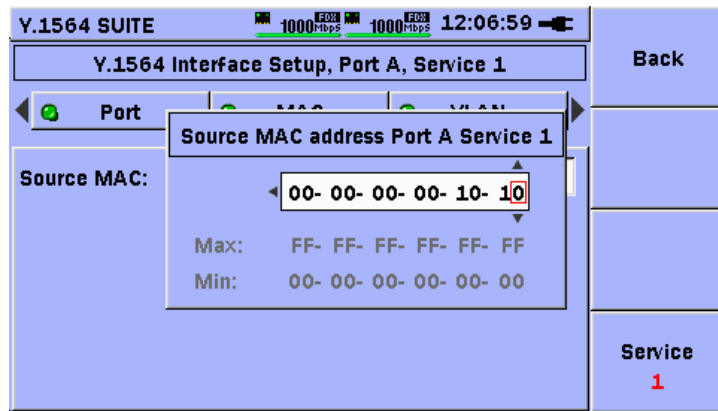 Y.1564 SUITE 1000 FDX Mbps 1000 FDX Mbps 12:06:59
Y.1564 Interface Setup, Port A, Service 1
Back
Port MAC VLAN
Source MAC address Port A Service 1
Source MAC:
00- 00- 00- 00- 10- 10
Max: FF- FF- FF- FF- FF- FF
Min: 00- 00- 00- 00- 00- 00
Service
1